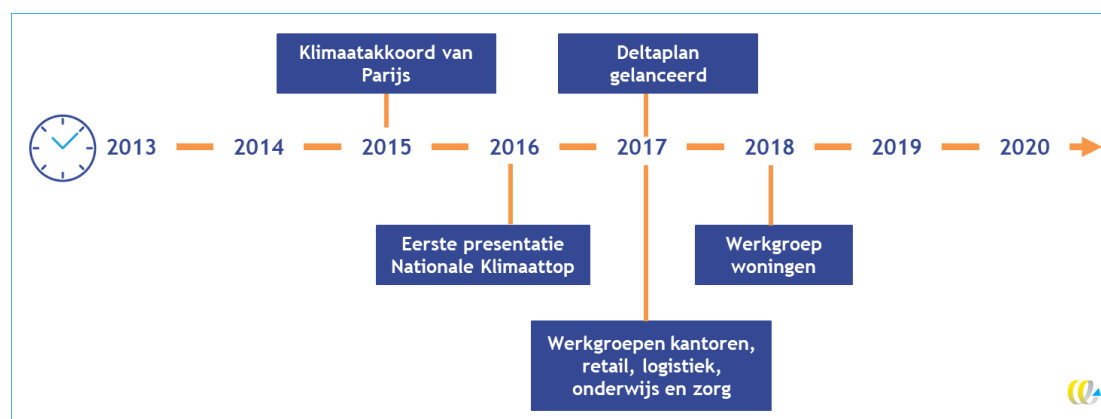 Klimaatakkoord van
Parijs
Deltaplan
gelanceerd
2013 2014 2015 2016 2017 2018 2019 2020
Eerste presentatie
Nationale Klimaattop
Werkgroep
woningen
Werkgroepen kantoren,
retail, logistiek,
onderwijs en zorg